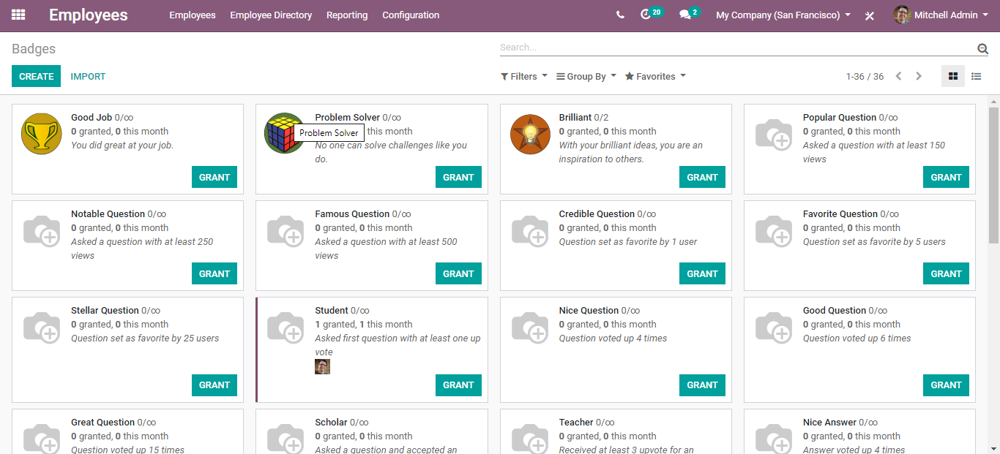 Employees
Employees Employee Directory Reporting Configuration
20 2 My Company (San Francisco) Mitchell Admin
Badges
Search...
CREATE IMPORT
Filters Group By Favorites 1-36 / 36
Good Job 0/∞
0 granted, 0 this month
You did great at your job.
GRANT
Problem Solver 0/∞
Problem Solver
this month
No one can solve challenges like you
do.
GRANT
Brilliant 0/2
0 granted, 0 this month
With your brilliant ideas, you are an
inspiration to others.
GRANT
Popular Question 0/∞
0 granted, 0 this month
Asked a question with at least 150
views
GRANT
Notable Question 0/∞
0 granted, 0 this month
Asked a question with at least 250
views
GRANT
Famous Question 0/∞
0 granted, 0 this month
Asked a question with at least 500
views
GRANT
Credible Question 0/∞
0 granted, 0 this month
Question set as favorite by 1 user
GRANT
Favorite Question 0/∞
0 granted, 0 this month
Question set as favorite by 5 users
GRANT
Stellar Question 0/∞
0 granted, 0 this month
Question set as favorite by 25 users
GRANT
Student 0/∞
1 granted, 1 this month
Asked first question with at least one up
vote
GRANT
Nice Question 0/∞
0 granted, 0 this month
Question voted up 4 times
GRANT
Good Question 0/∞
0 granted, 0 this month
Question voted up 6 times
GRANT
Great Question 0/∞
0 granted, 0 this month
Question voted up 15 times
Scholar 0/∞
0 granted, 0 this month
Asked a question and accepted an
Teacher 0/∞
0 granted, 0 this month
Received at least 3 upvote for an
Nice Answer 0/∞
0 granted, 0 this month
Answer voted up 4 times